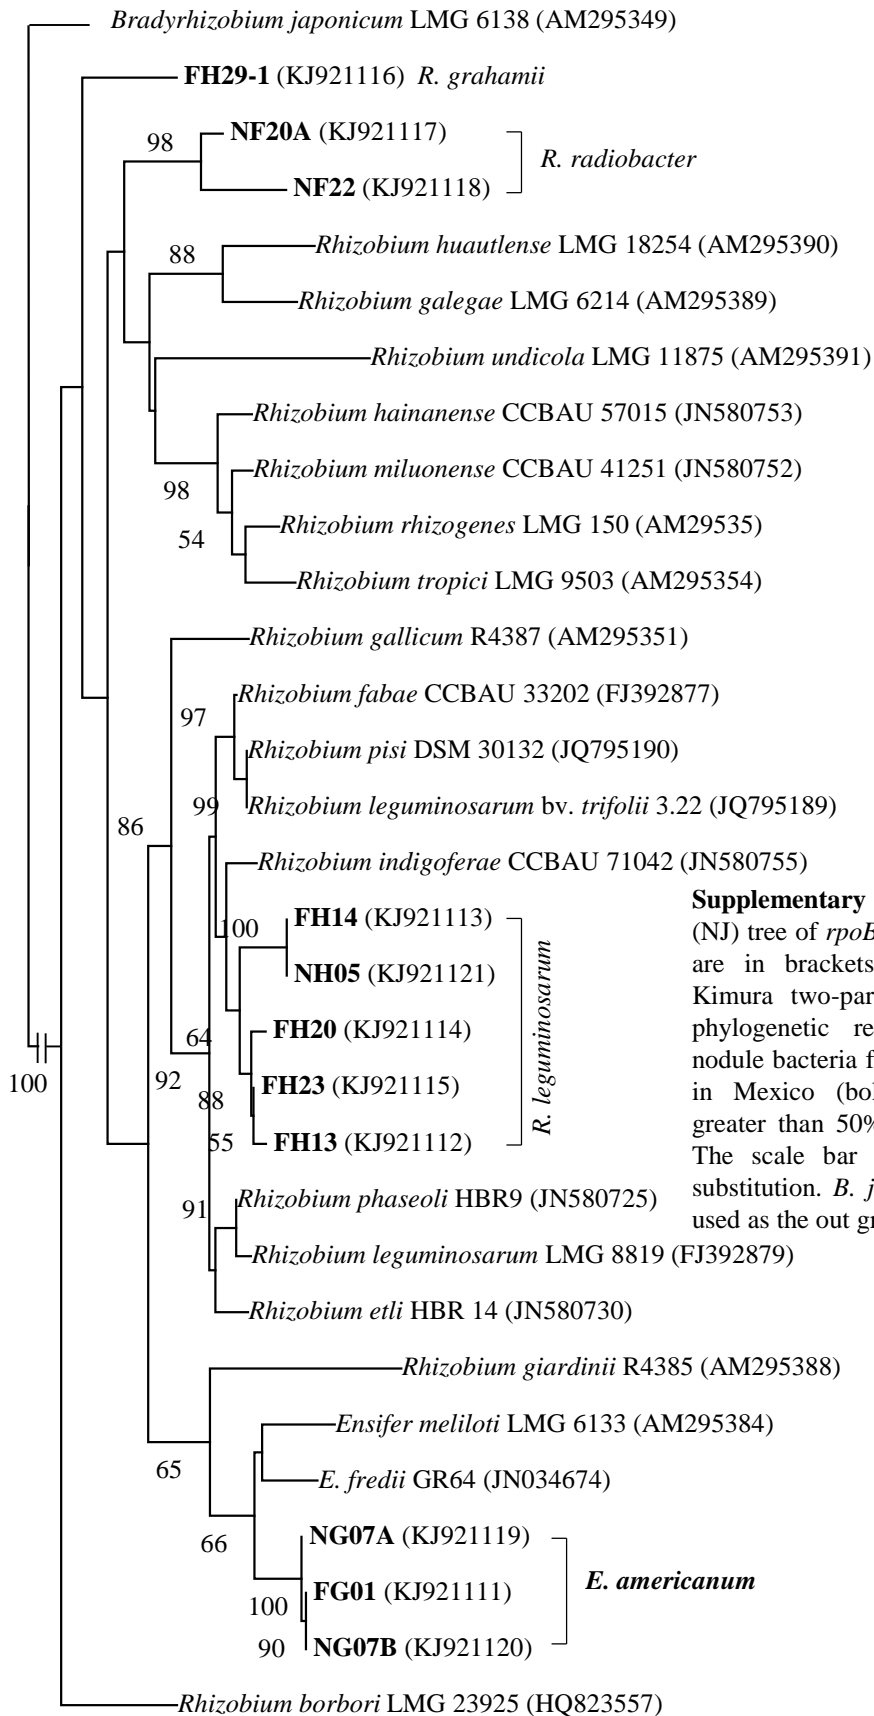 Bradyrhizobium japonicum LMG 6138 (AM295349)
FH29-1 (KJ921116) R. grahamii
NF20A (KJ921117)
98
R. radiobacter
NF22 (KJ921118)
Rhizobium huautlense LMG 18254 (AM295390)
88
Rhizobium galegae LMG 6214 (AM295389)
Rhizobium undicola LMG 11875 (AM295391)
Rhizobium hainanense CCBAU 57015 (JN580753)
Rhizobium miluonense CCBAU 41251 (JN580752)
98
Rhizobium rhizogenes LMG 150 (AM29535)
54
Rhizobium tropici LMG 9503 (AM295354)
Rhizobium gallicum R4387 (AM295351)
Rhizobium fabae CCBAU 33202 (FJ392877)
97
Rhizobium pisi DSM 30132 (JQ795190)
99
Rhizobium leguminosarum bv. trifolii 3.22 (JQ795189)
86
Rhizobium indigoferae CCBAU 71042 (JN580755)
FH14 (KJ921113)
100
NH05 (KJ921121)
R. leguminosarum
FH20 (KJ921114)
64
92
FH23 (KJ921115)
88
100
FH13 (KJ921112)
55
Supplementary
(NJ) tree of rpoB
are in brackets
Kimura two-par
phylogenetic re
nodule bacteria f
in Mexico (bol
greater than 50%
The scale bar
substitution. B. j
used as the out gr
Rhizobium phaseoli HBR9 (JN580725)
91
Rhizobium leguminosarum LMG 8819 (FJ392879)
Rhizobium etli HBR 14 (JN580730)
Rhizobium giardinii R4385 (AM295388)
Ensifer meliloti LMG 6133 (AM295384)
65
E. fredii GR64 (JN034674)
66
NG07A (KJ921119)
FG01 (KJ921111)
E. americanum
100
NG07B (KJ921120)
90
Rhizobium borbori LMG 23925 (HQ823557)